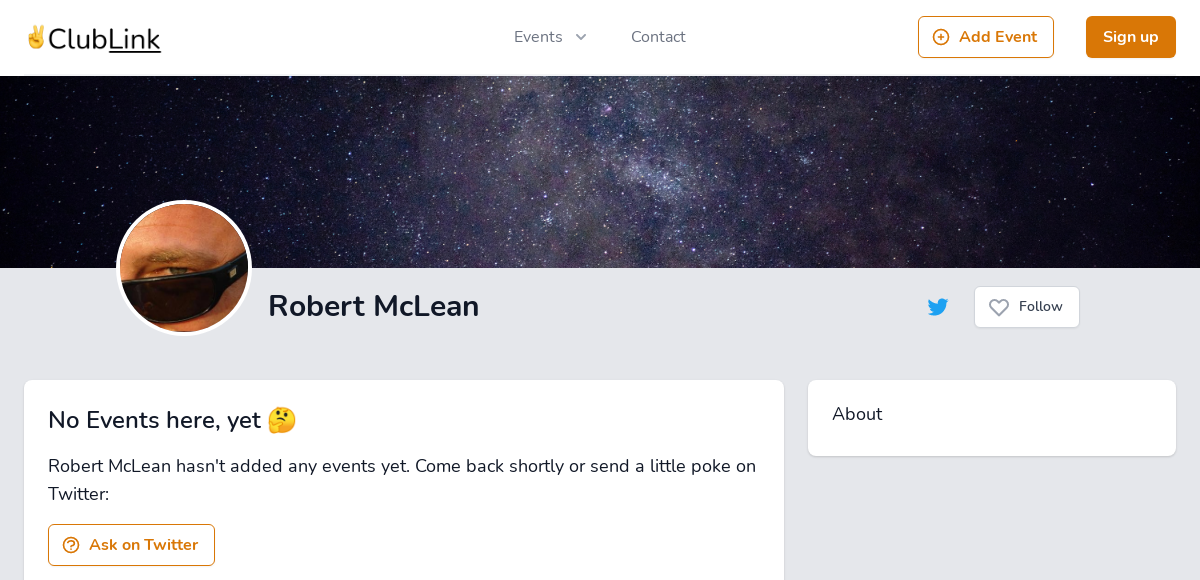 ✌️ClubLink
Events
Contact
Add Event
Sign up
Robert McLean
Follow
No Events here, yet 🤔
Robert McLean hasn't added any events yet. Come back shortly or send a little poke on
Twitter:
Ask on Twitter
About